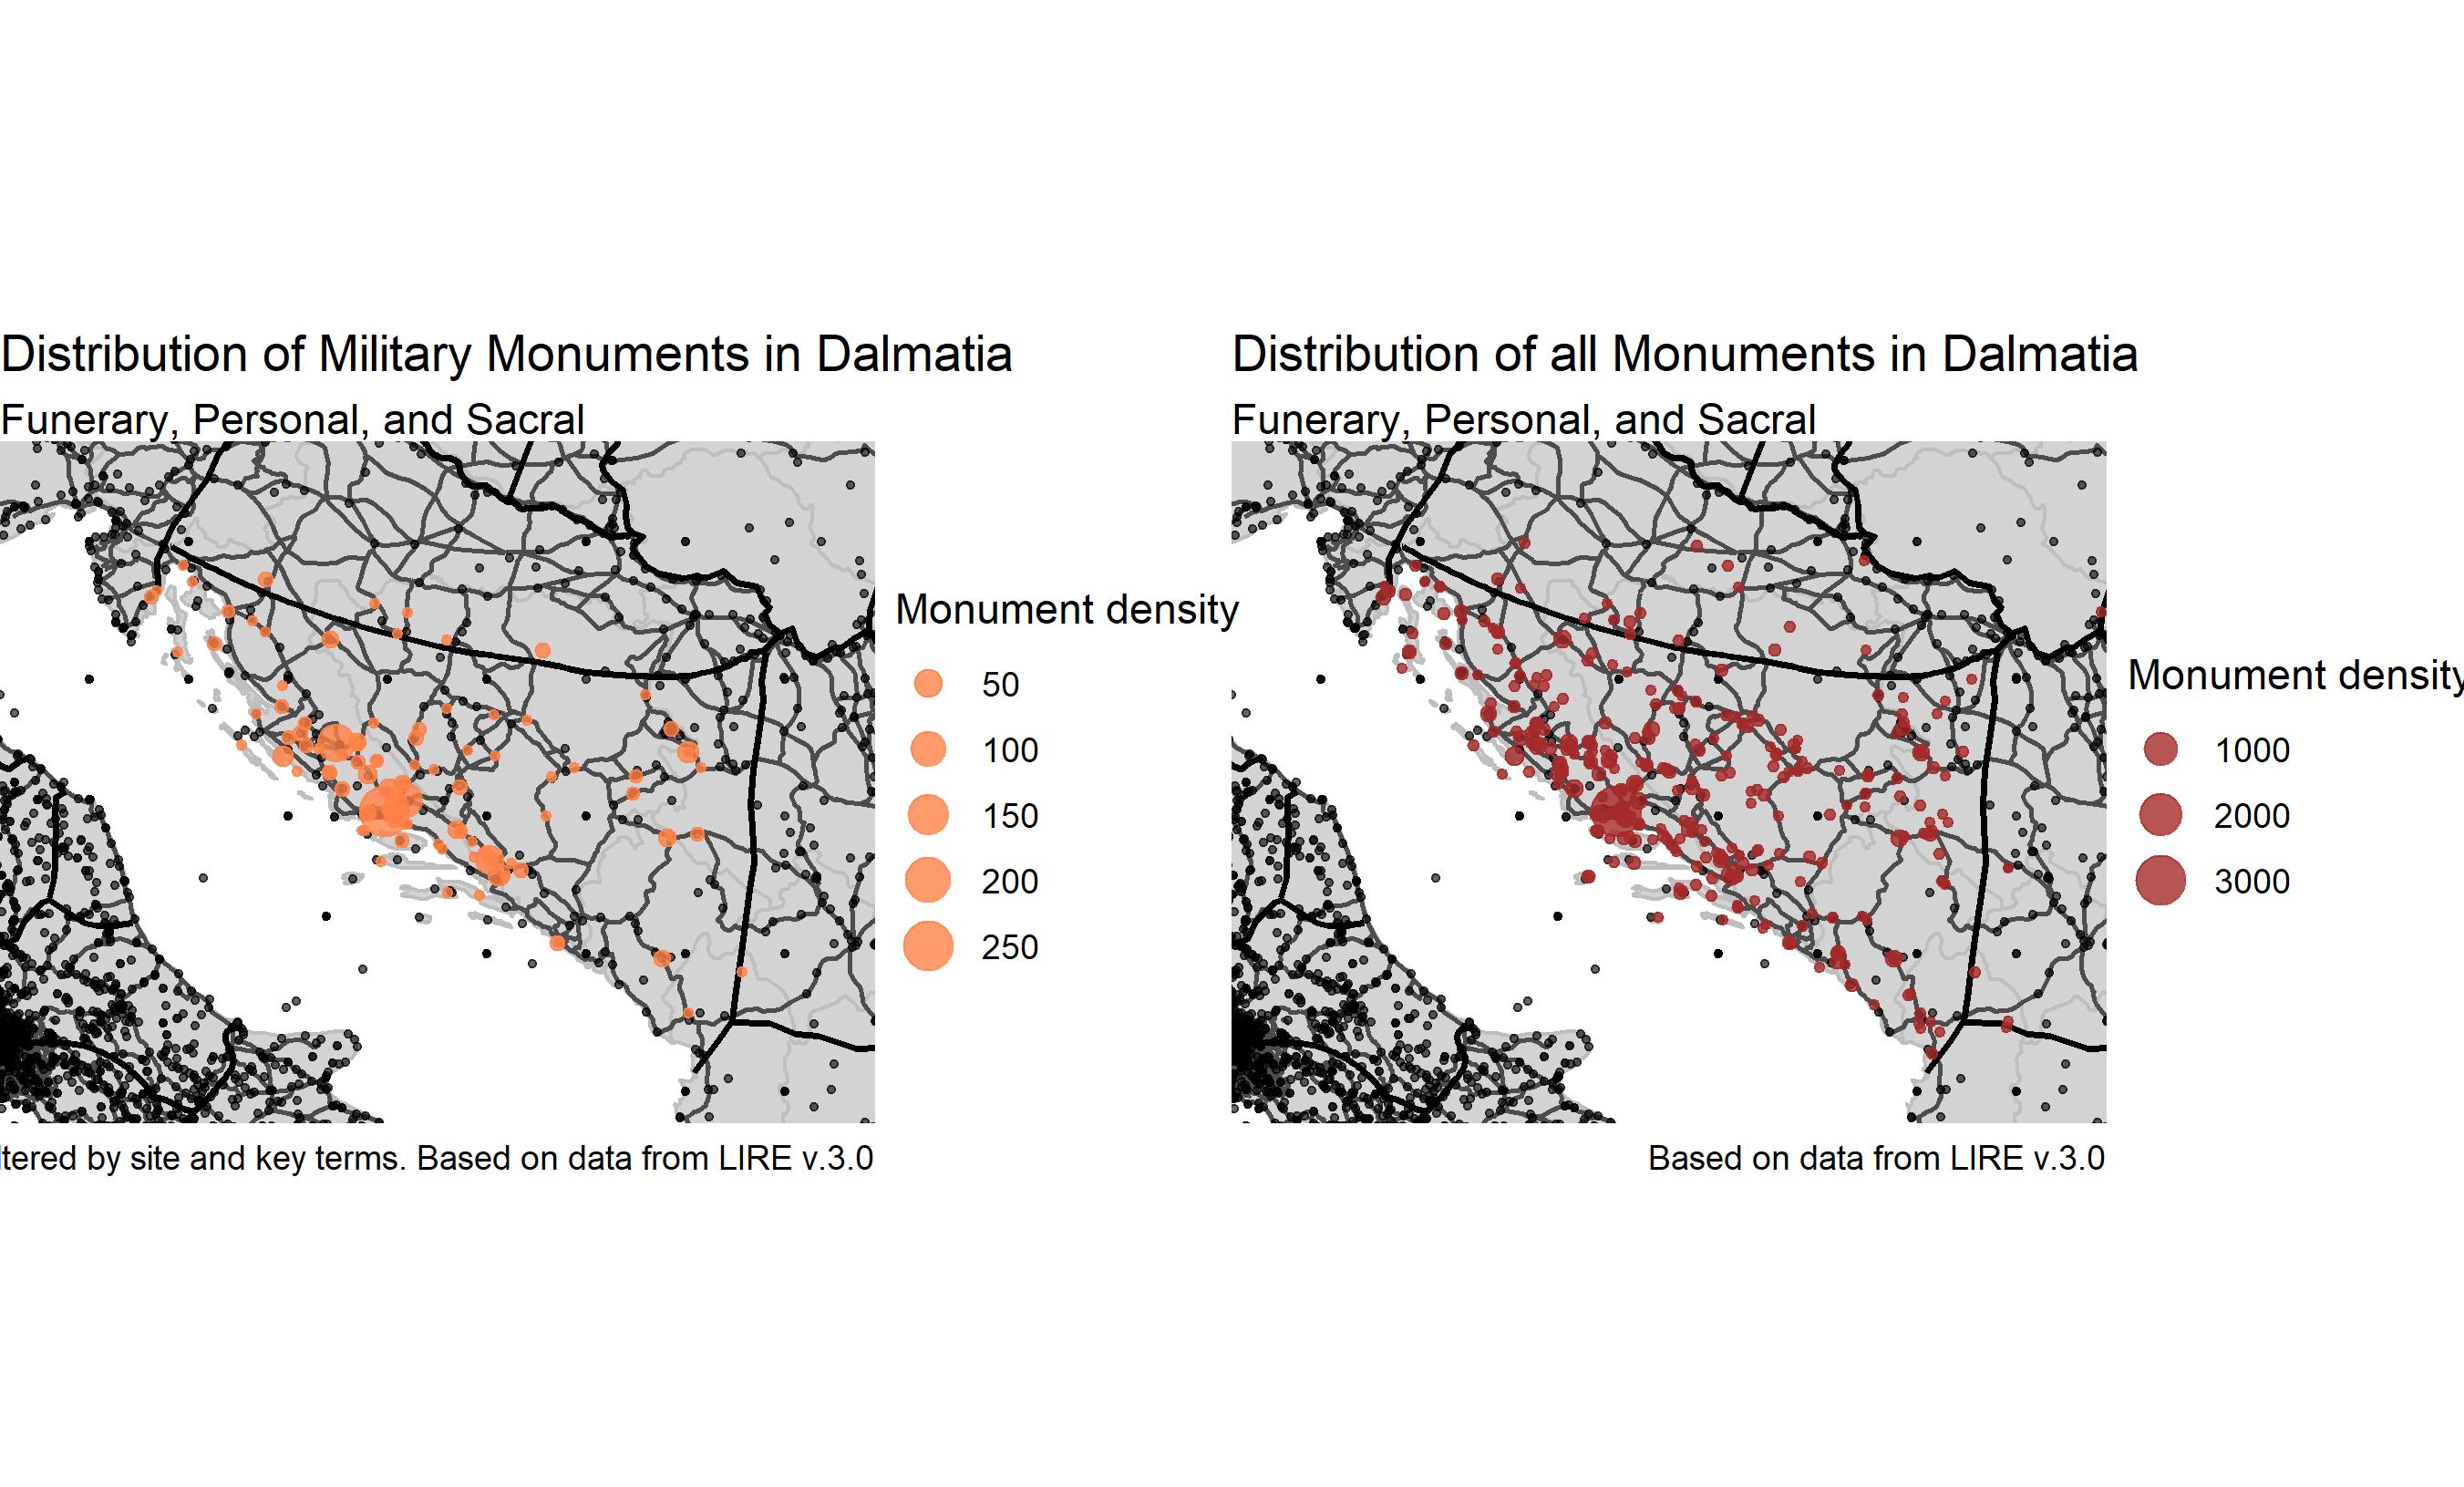 Distribution of Military Monuments in Dalmatia
Funerary, Personal, and Sacral
Monument density
50
100
150
200
250
ltered by site and key terms. Based on data from LIRE v.3.0
Distribution of all Monuments in Dalmatia
Funerary, Personal, and Sacral
Monument density
1000
2000
3000
Based on data from LIRE v.3.0